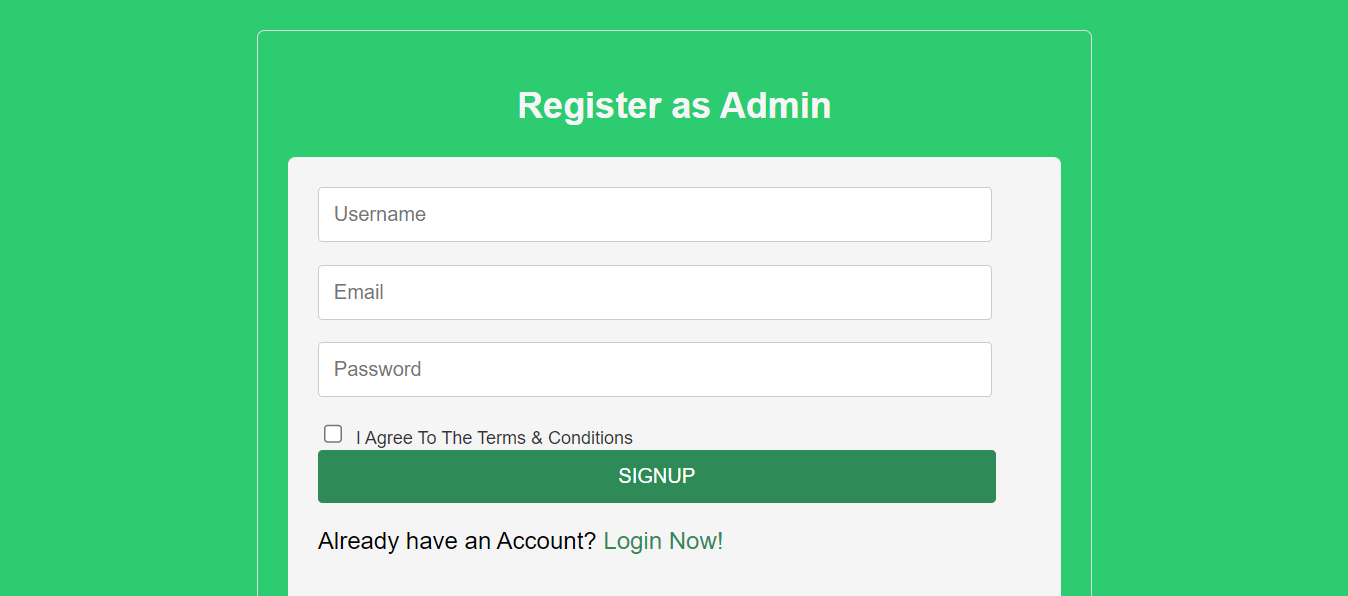 Register as Admin
Username
Email
Password
I Agree To The Terms & Conditions
SIGNUP
Already have an Account? Login Now!